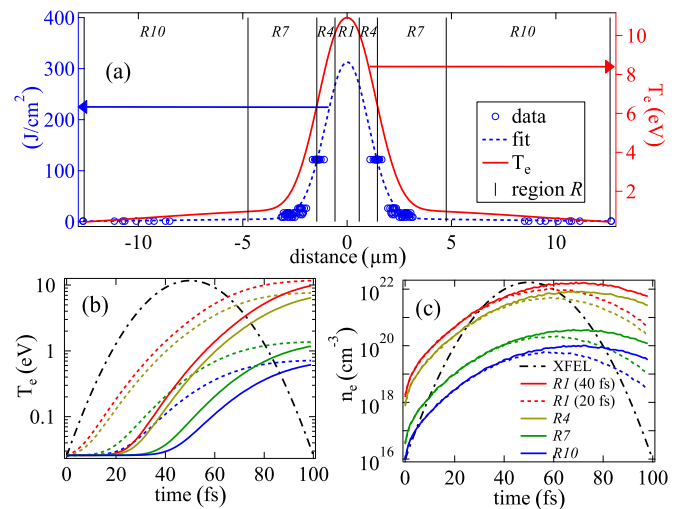 400
300
200
100
0
(J/cm²)
R10
R7
R4
R1
R4
R7
R10
(a)
data
fit
Tₑ
region R
10
8
6
4
2
Tₑ (eV)
-10
-5
0
5
10
distance (µm)
(b)
10
1
0.1
Tₑ (eV)
0
20
40
60
80
100
time (fs)
(c)
10²²
10²⁰
10¹⁸
10¹⁶
nₑ (cm⁻³)
XFEL
R1 (40 fs)
R1 (20 fs)
R4
R7
R10
0
20
40
60
80
100
time (fs)